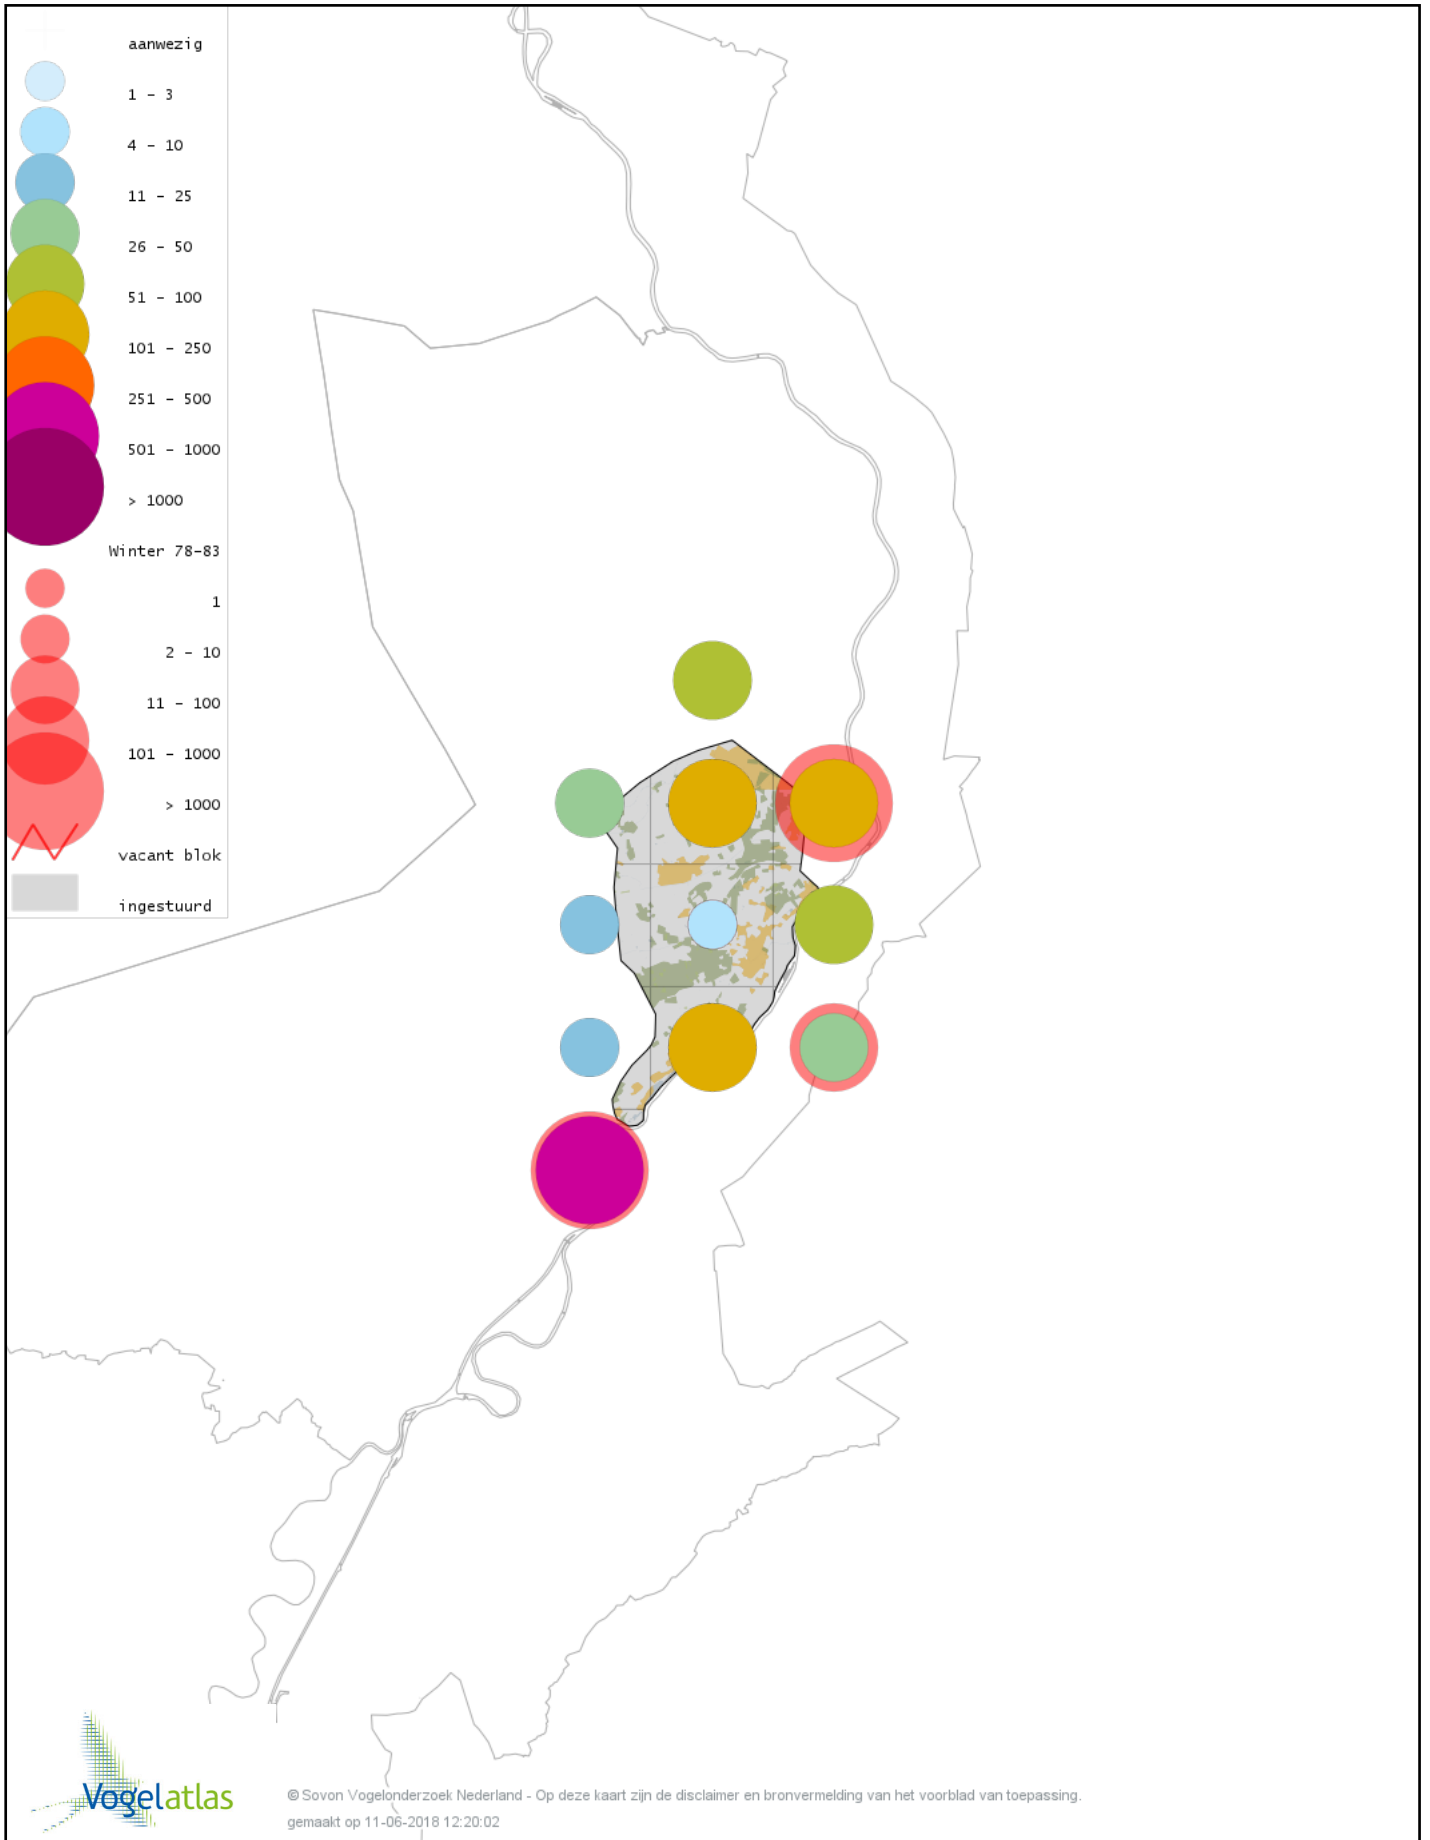 aanwezig
1 - 3
4 - 10
11 - 25
26 - 50
51 - 100
101 - 250
251 - 500
501 - 1000
> 1000
Winter 78-83
1
2 - 10
11 - 100
101 - 1000
> 1000
vacant blok
ingestuurd
Vogelatlas
© Sovon Vogelonderzoek Nederland - Op deze kaart zijn de disclaimer en bronvermelding van het voorblad van toepassing.
gemaakt op 11-06-2018 12:20:02